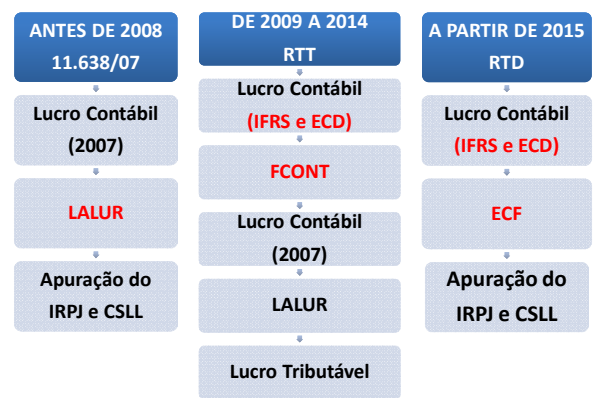 ANTES DE 2008
11.638/07
Lucro Contábil
(2007)
LALUR
Apuração do
IRPJ e CSLL
DE 2009 A 2014
RTT
Lucro Contábil
(IFRS e ECD)
FCONT
Lucro Contábil
(2007)
LALUR
Lucro Tributável
A PARTIR DE 2015
RTD
Lucro Contábil
(IFRS e ECD)
ECF
Apuração do
IRPJ e CSLL